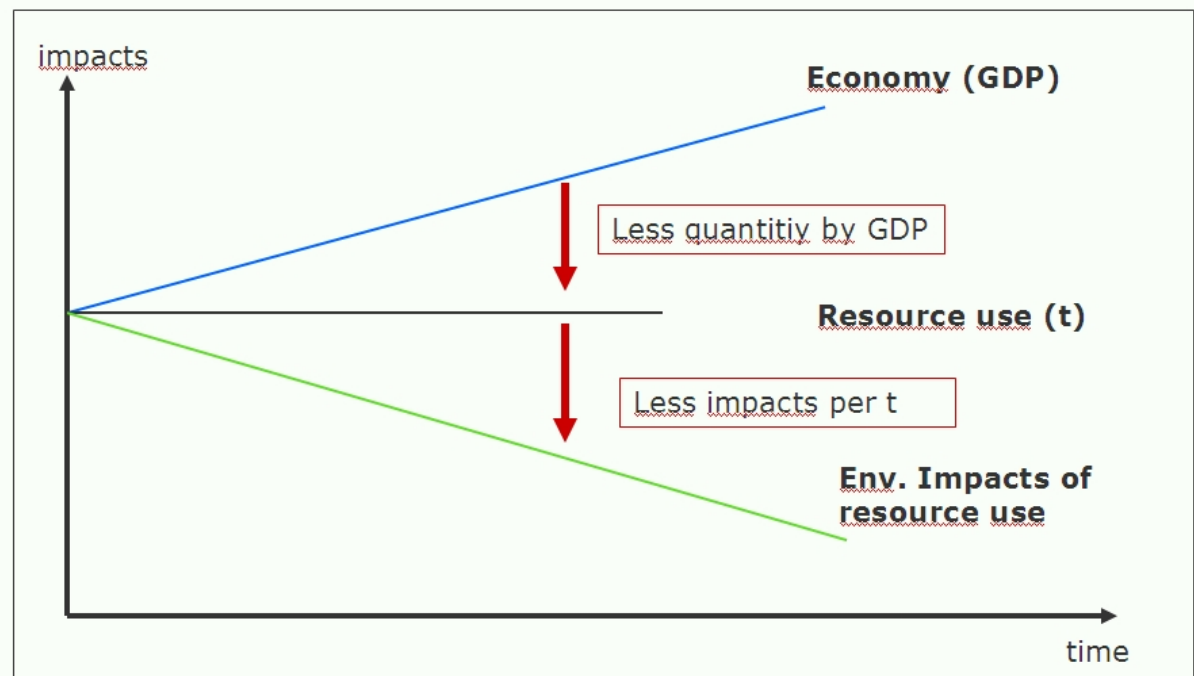 impacts
Economy (GDP)
Less quantitiy by GDP
Resource use (t)
Less impacts per t
Env. Impacts of
resource use
time